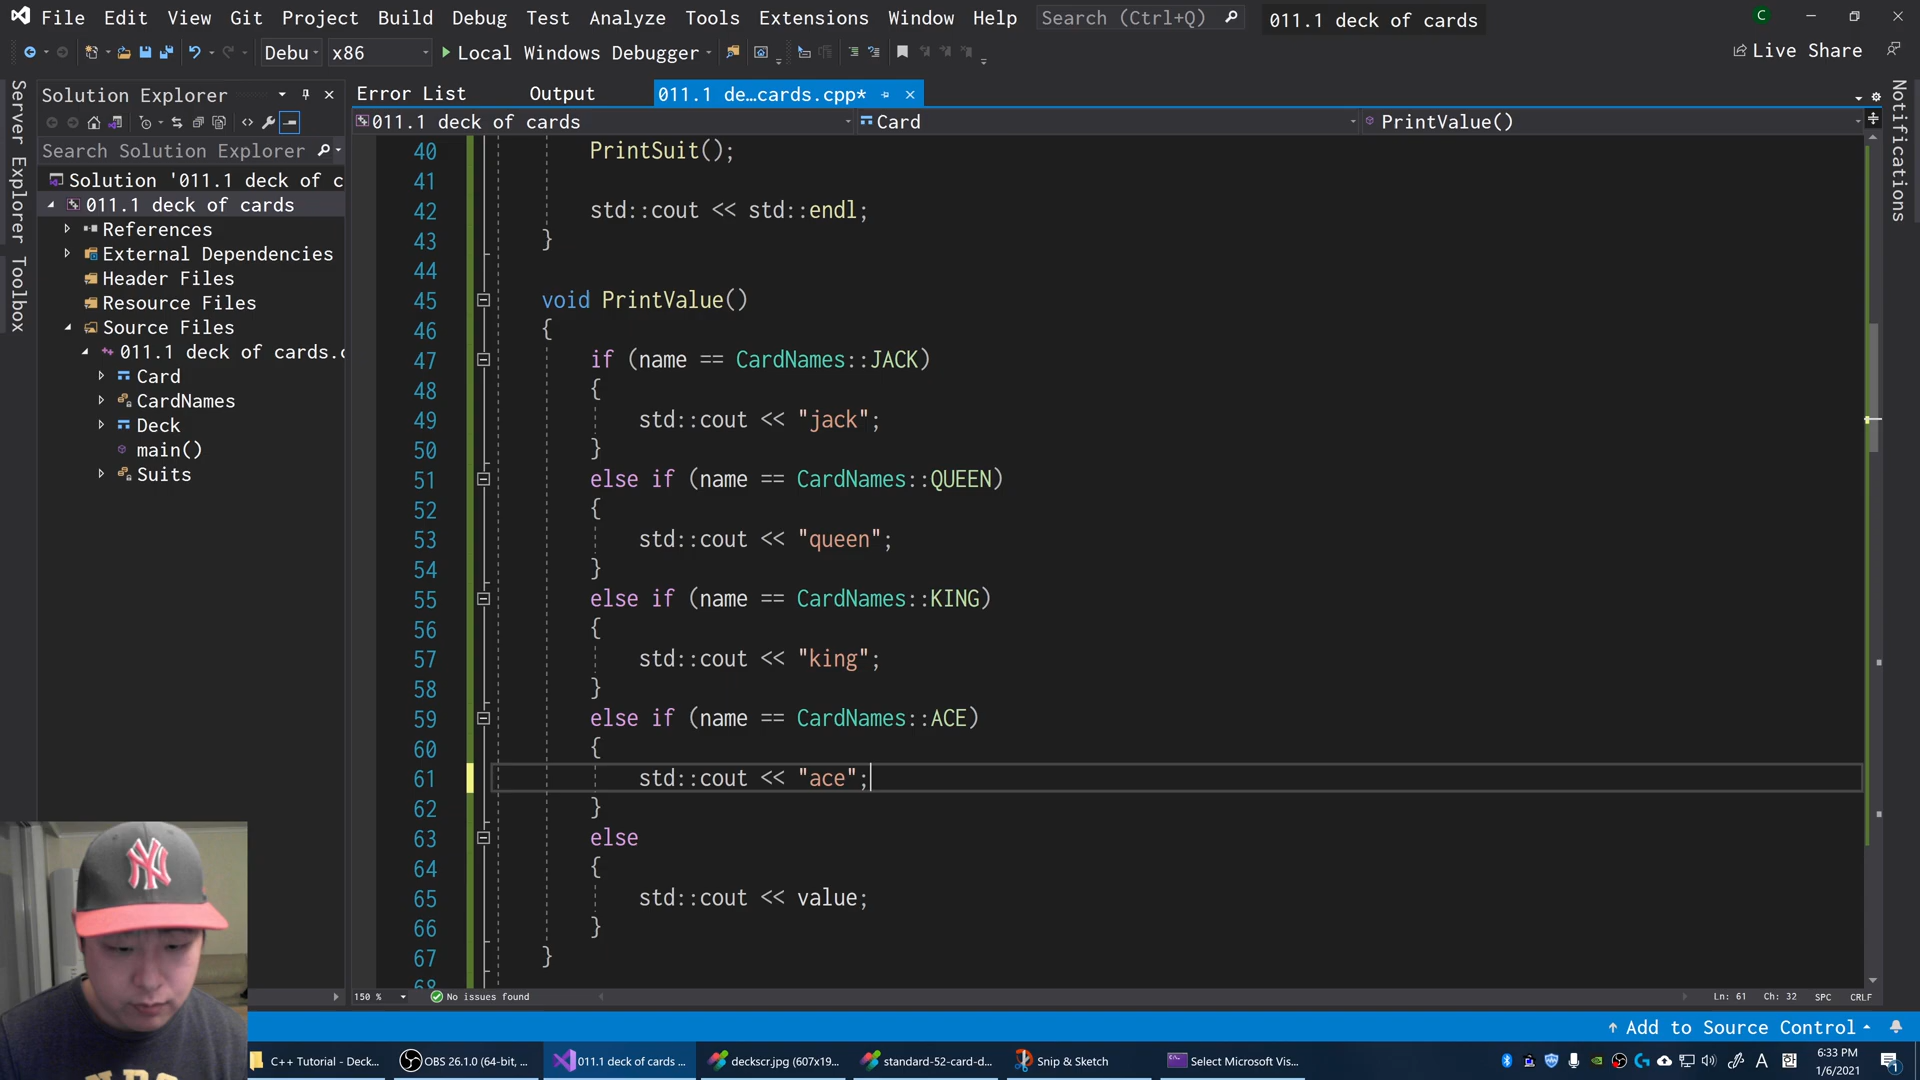 File Edit View Git Project Build Debug Test Analyze Tools Extensions Window Help Search (Ctrl+Q) 011.1 deck of cards C
Debu x86 Local Windows Debugger Live Share
Server Explorer Toolbox
Solution Explorer
Search Solution Explorer
Solution '011.1 deck of c
011.1 deck of cards
References
External Dependencies
Header Files
Resource Files
Source Files
011.1 deck of cards.c
Card
CardNames
Deck
main()
Suits
Error List Output 011.1 de...cards.cpp*
011.1 deck of cards Card PrintValue()
40 PrintSuit();
41
42 std::cout << std::endl;
43 }
44
45 void PrintValue()
46 {
47 if (name == CardNames::JACK)
48 {
49 std::cout << "jack";
50 }
51 else if (name == CardNames::QUEEN)
52 {
53 std::cout << "queen";
54 }
55 else if (name == CardNames::KING)
56 {
57 std::cout << "king";
58 }
59 else if (name == CardNames::ACE)
60 {
61 std::cout << "ace";
62 }
63 else
64 {
65 std::cout << value;
66 }
67 }
68
Notifications
150 % No issues found Ln: 61 Ch: 32 SPC CRLF
Add to Source Control
C++ Tutorial - Deck... OBS 26.1.0 (64-bit, ... 011.1 deck of cards ... deckscr.jpg (607x19... standard-52-card-d... Snip & Sketch Select Microsoft Vis... A 한 6:33 PM
1/6/2021
1
NY